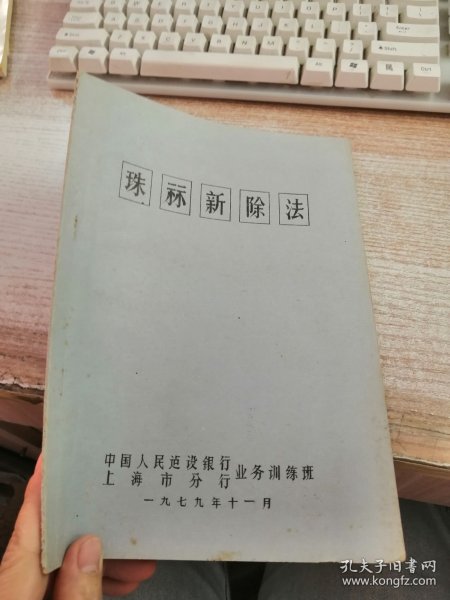 珠祘新除法
中国人民建设银行
上海市分行
业务训练班
一九七九年十一月
孔夫子旧书网
www.kongfz.com